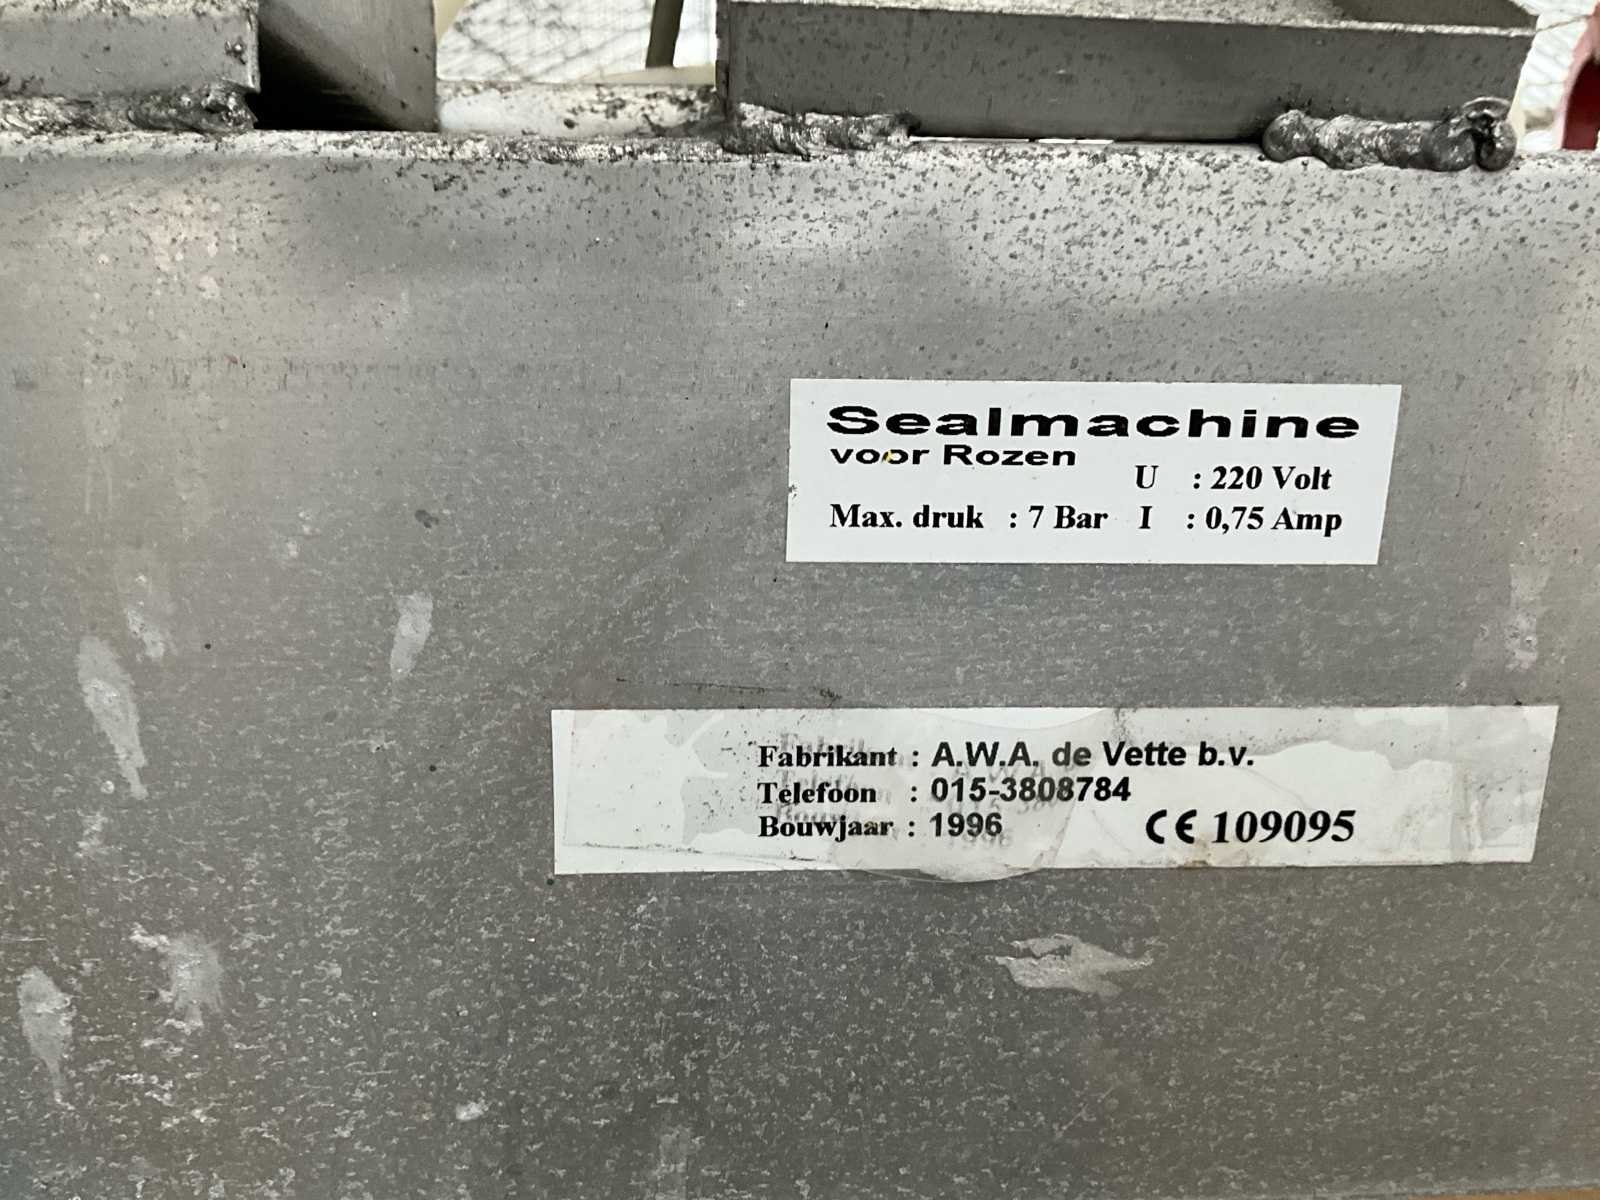 Sealmachine
voor Rozen
U : 220 Volt
Max. druk : 7 Bar I : 0,75 Amp
Fabrikant : A.W.A. de Vette b.v.
Telefoon : 015-3808784
Bouwjaar : 1996 CE 109095